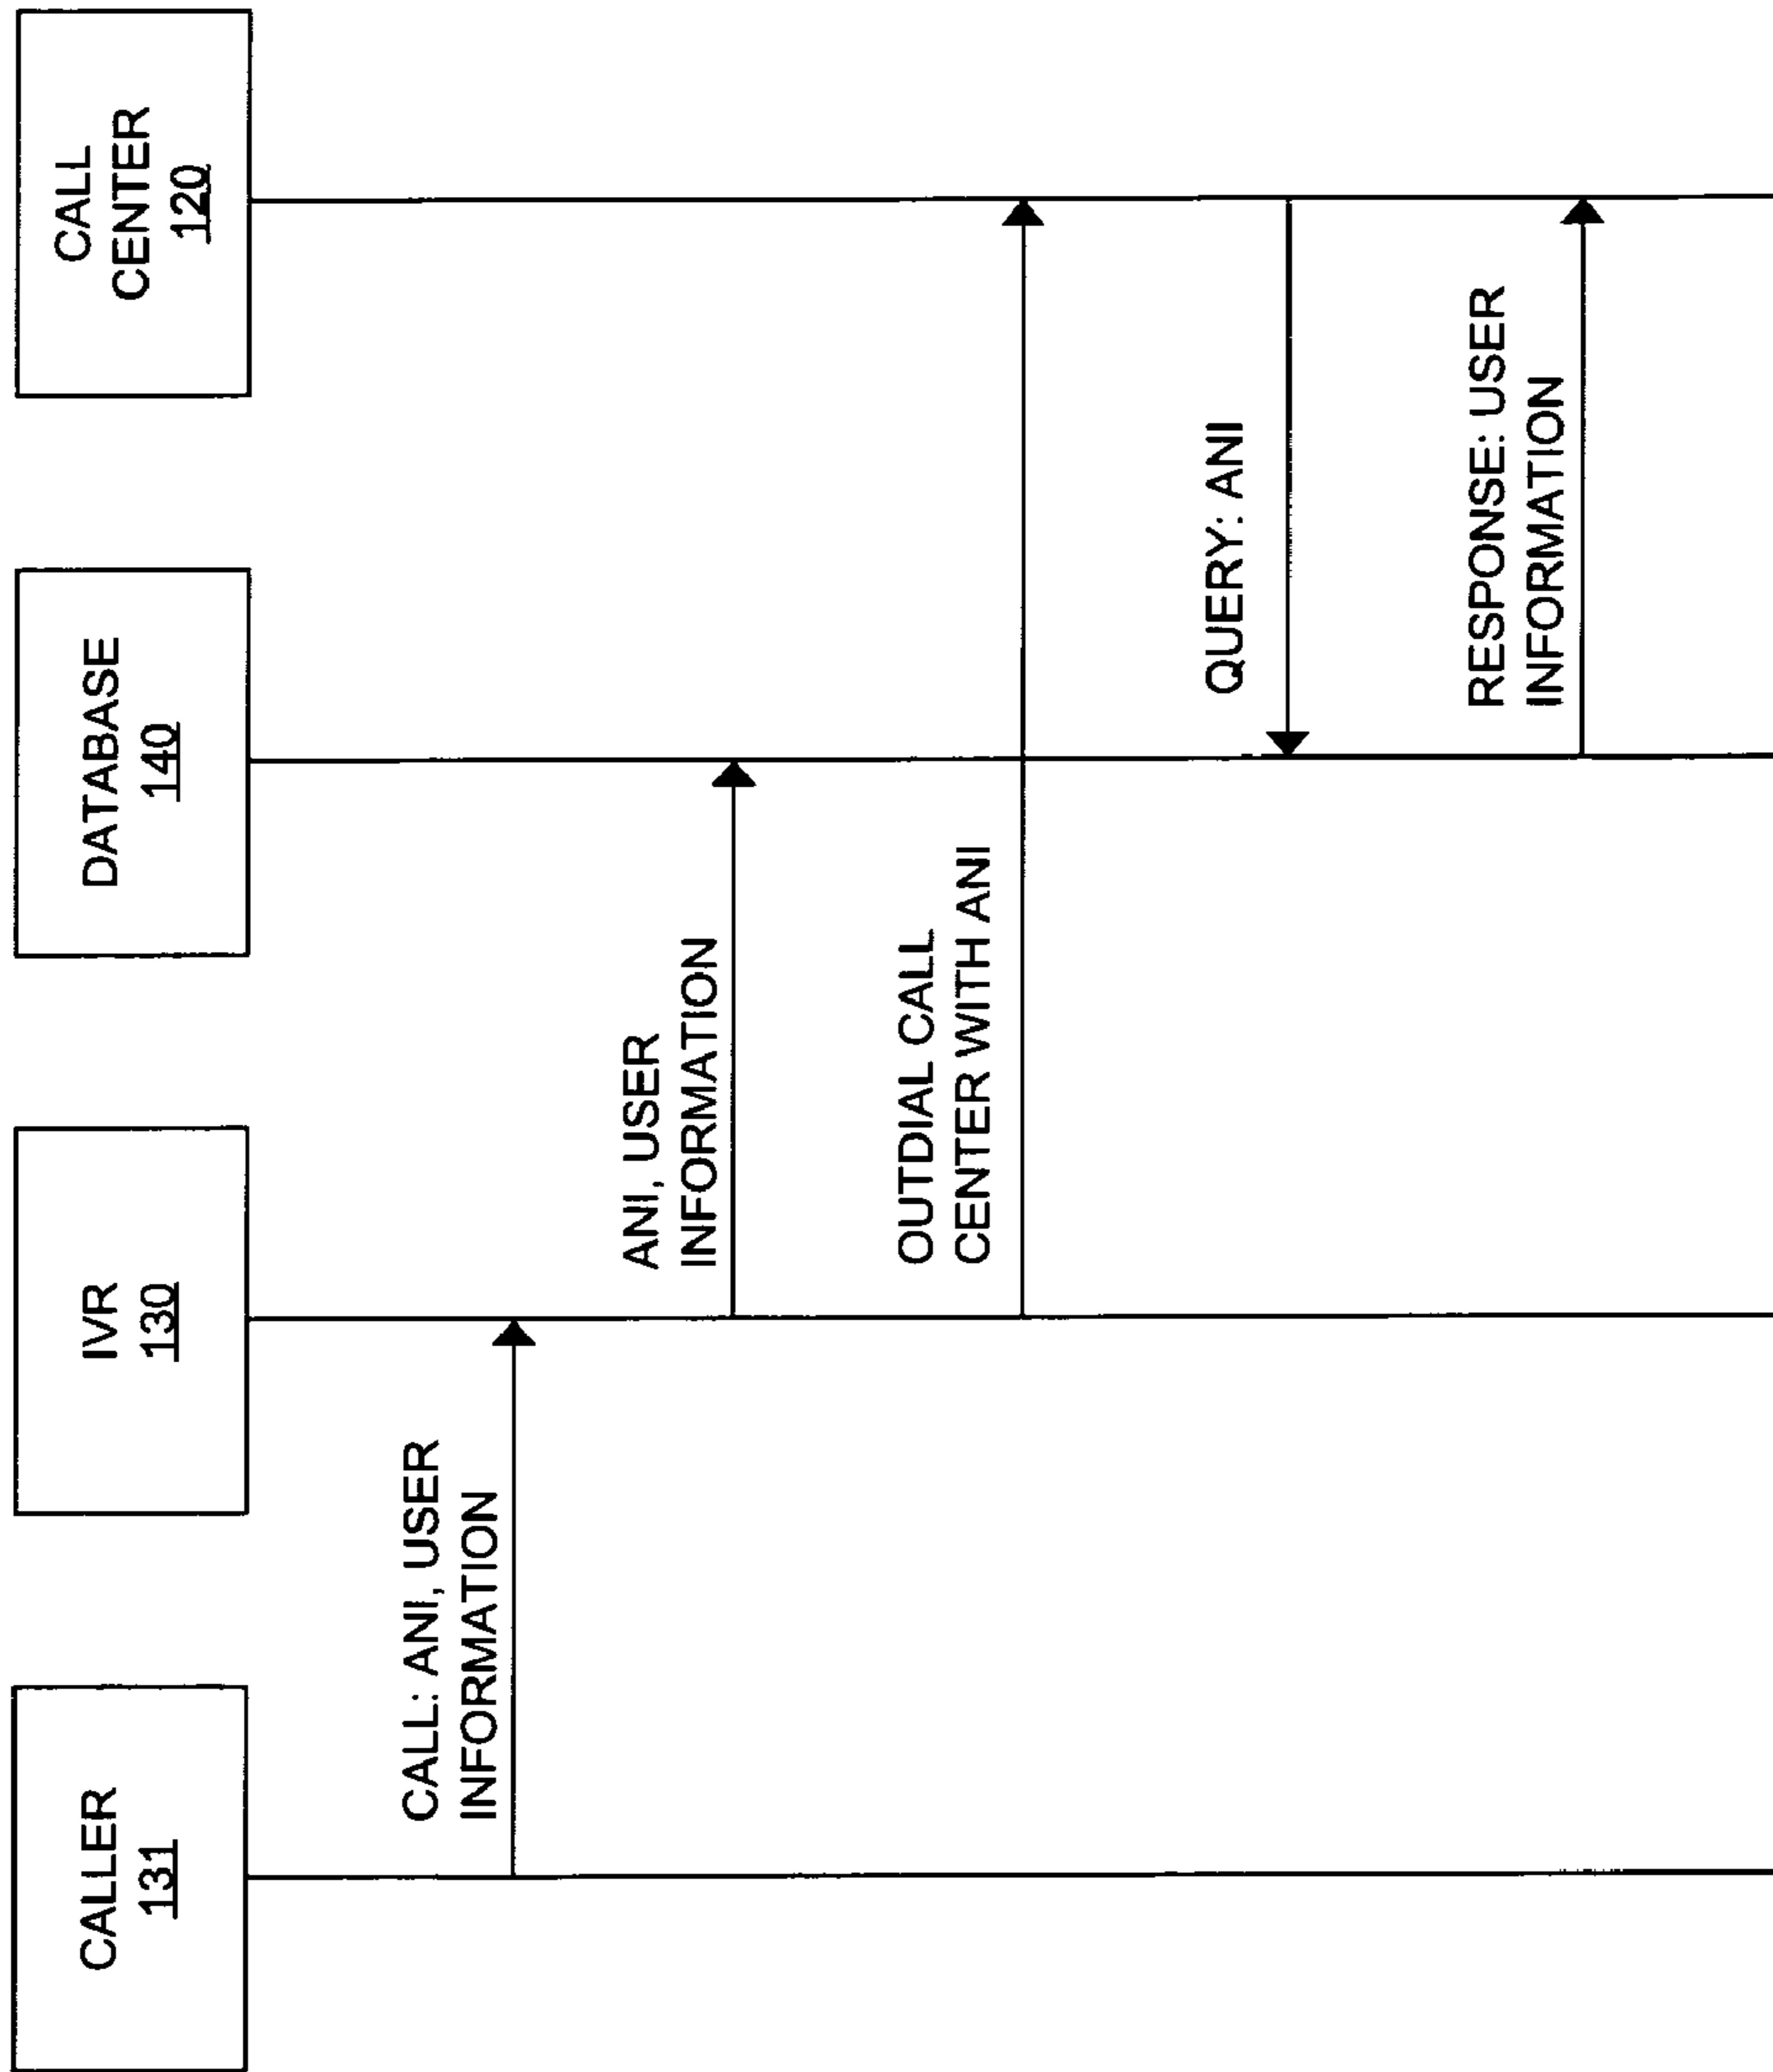 CALLER
131
IVR
130
DATABASE
140
CALL
CENTER
120
CALL: ANI, USER
INFORMATION
ANI, USER
INFORMATION
OUTDIAL CALL
CENTER WITH ANI
QUERY: ANI
RESPONSE: USER
INFORMATION